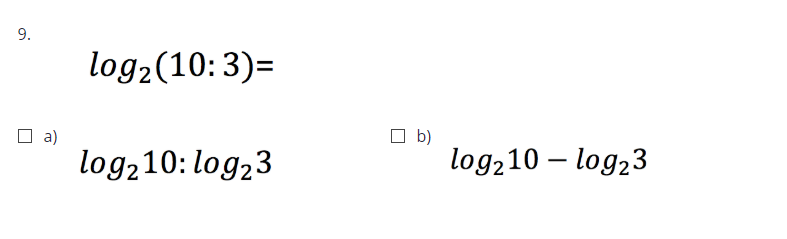 9.
log₂(10: 3)=
a) log₂10: log₂3
b) log₂10 − log₂3